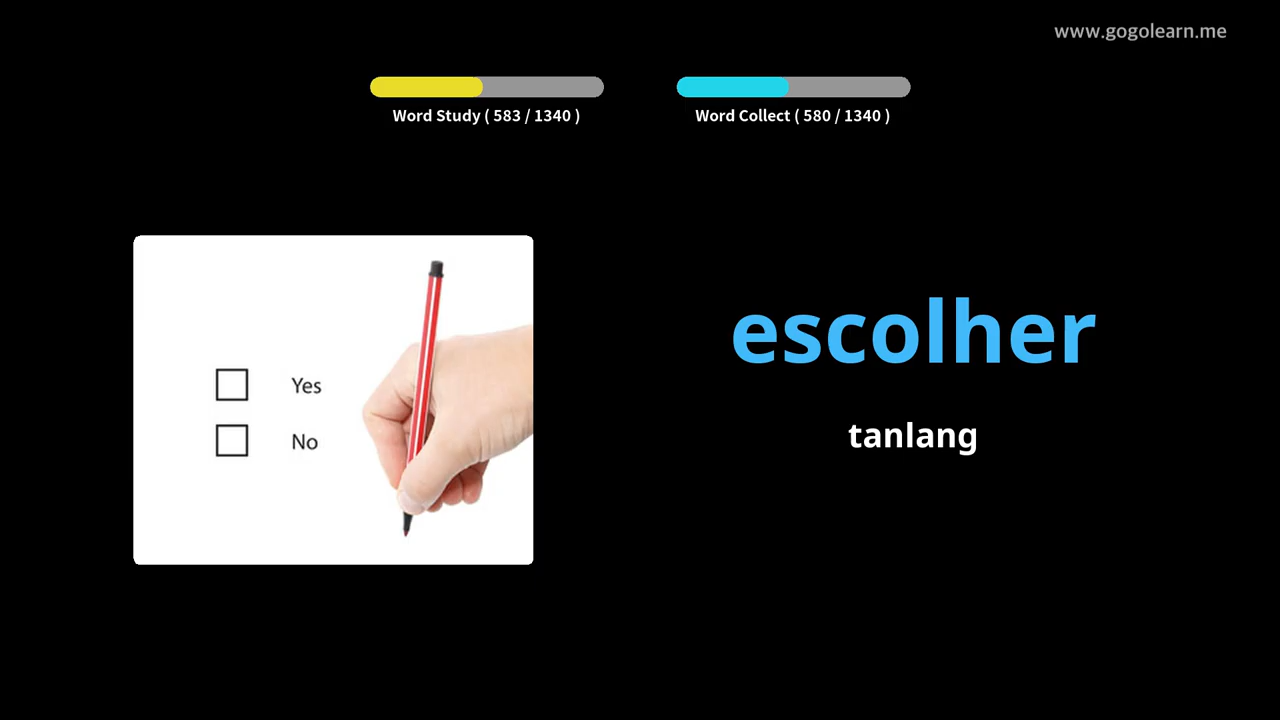 www.gogolearn.me
Word Study ( 583 / 1340 )
Word Collect ( 580 / 1340 )
Yes
No
escolher
tanlang